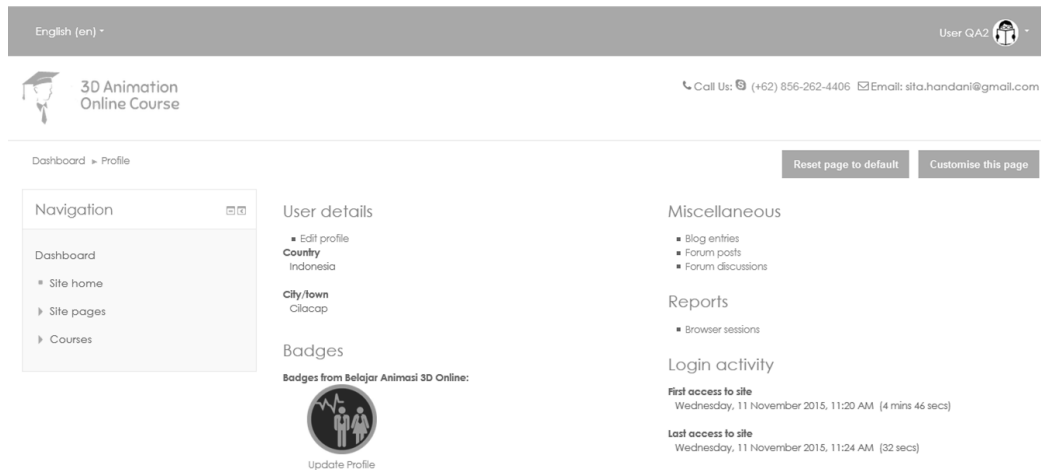 English (en)
User QA2
3D Animation
Online Course
Call Us: (+62) 856-262-4406 Email: sita.handani@gmail.com
Dashboard ► Profile
Reset page to default
Customise this page
Navigation
Dashboard
Site home
Site pages
Courses
User details
Edit profile
Country
Indonesia
City/town
Cilacap
Badges
Badges from Belajar Animasi 3D Online:
Update Profile
Miscellaneous
Blog entries
Forum posts
Forum discussions
Reports
Browser sessions
Login activity
First access to site
Wednesday, 11 November 2015, 11:20 AM (4 mins 46 secs)
Last access to site
Wednesday, 11 November 2015, 11:24 AM (32 secs)